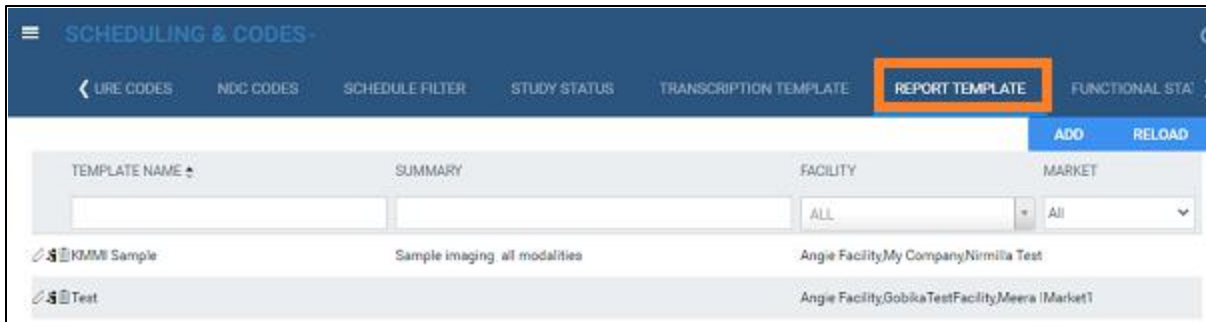 SCHEDULING & CODES
URE CODES NDC CODES SCHEDULE FILTER STUDY STATUS TRANSCRIPTION TEMPLATE REPORT TEMPLATE FUNCTIONAL STA
ADD RELOAD
TEMPLATE NAME SUMMARY FACILITY MARKET
ALL All
KMMI Sample Sample imaging all modalities Angie Facility,My Company,Nirmilla Test
Test Angie Facility,GobikaTestFacility,Meera Market1